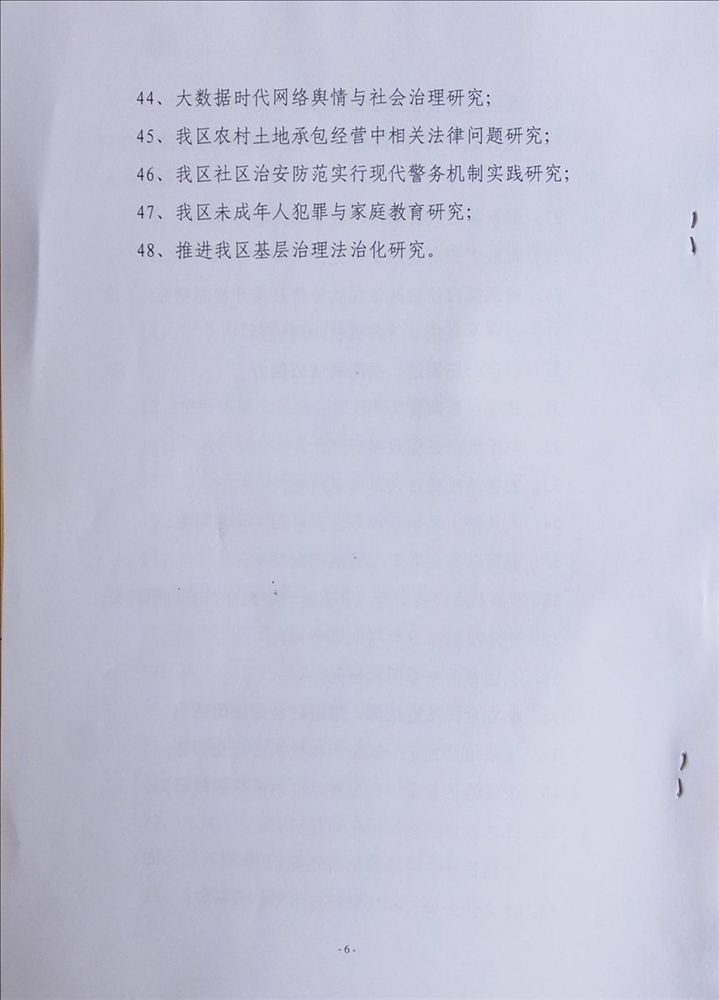 44、大数据时代网络舆情与社会治理研究；
45、我区农村土地承包经营中相关法律问题研究；
46、我区社区治安防范实行现代警务机制实践研究；
47、我区未成年人犯罪与家庭教育研究；
48、推进我区基层治理法治化研究。
- 6 -